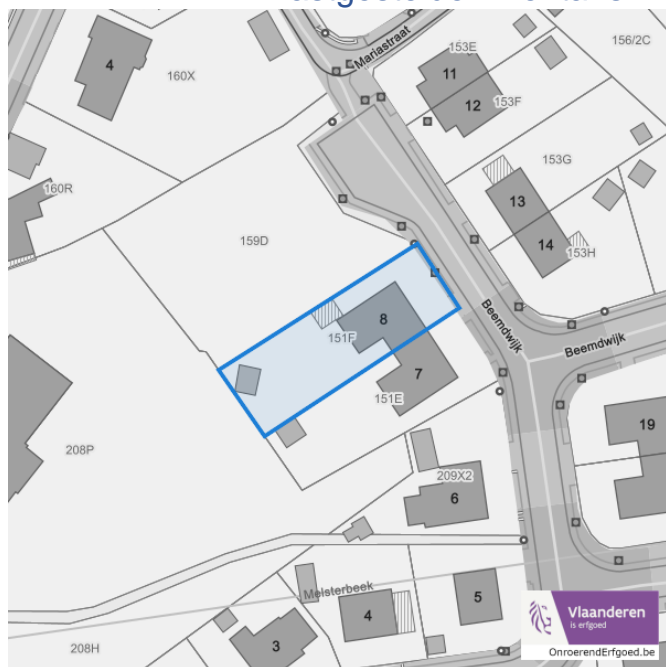 Mariastraat
153E
156/2C
4
160X
11
12
153F
153G
160R
13
159D
14
153H
Beemdwijk
8
Beemdwijk
151F
7
151E
19
208P
209X2
6
Melsterbeek
5
4
3
208H
Vlaanderen
is erfgoed
OnroerendErfgoed.be